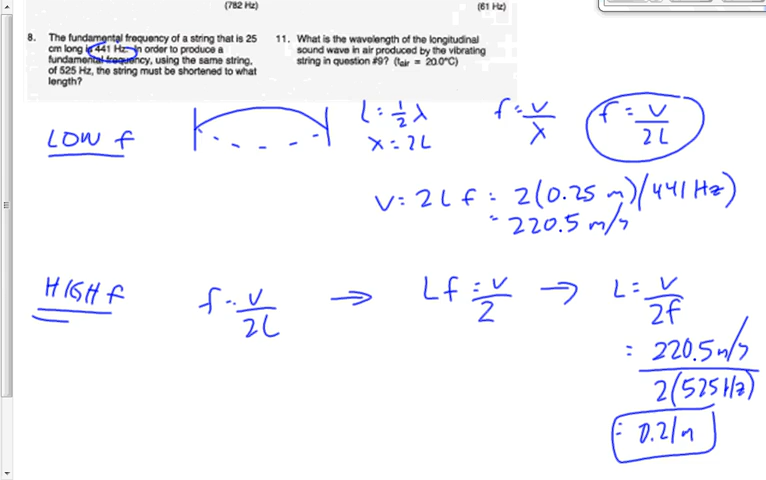 (782 Hz)
(61 Hz)
8. The fundamental frequency of a string that is 25
cm long is 441 Hz. In order to produce a
fundamental frequency, using the same string,
of 525 Hz, the string must be shortened to what
length?
11. What is the wavelength of the longitudinal
sound wave in air produced by the vibrating
string in question #9? (tair = 20.0°C)
LOW f
L = 1/2 λ
λ = 2L
f = v/λ
f = v/2L
v = 2Lf = 2(0.25 m)(441 Hz)
= 220.5 m/s
HIGH f
f = v/2L → Lf = v/2 → L = v/2f
= 220.5 m/s / 2(525 Hz)
= 0.21 m